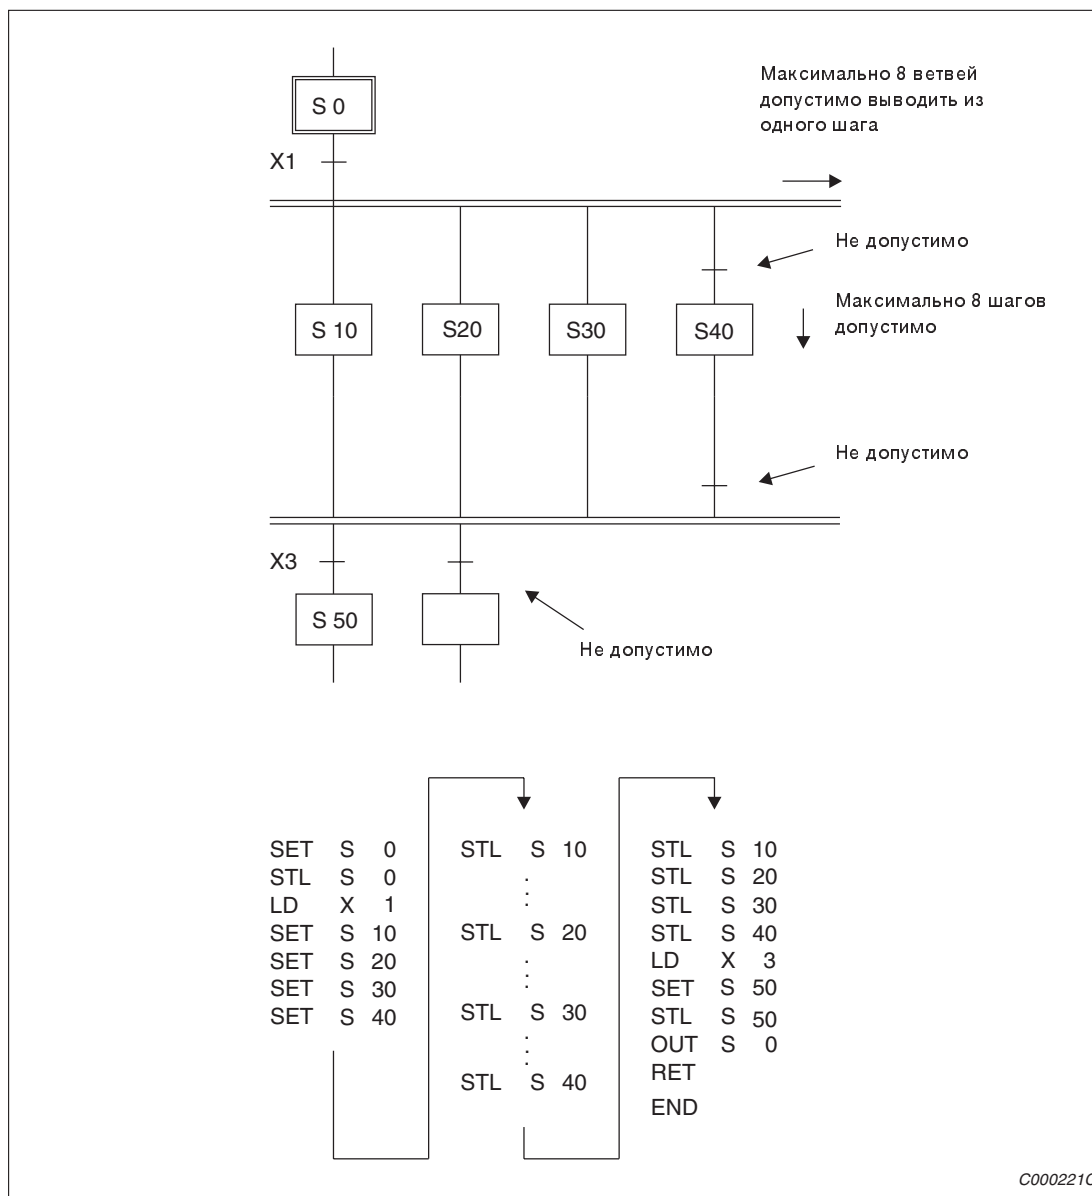 S 0
Максимально 8 ветвей
допустимо выводить из
одного шага
X1
Не допустимо
S 10
S20
S30
S40
Максимально 8 шагов
допустимо
Не допустимо
X3
S 50
Не допустимо
SET S 0
STL S 0
LD X 1
SET S 10
SET S 20
SET S 30
SET S 40
STL S 10
STL S 20
STL S 30
STL S 40
STL S 10
STL S 20
STL S 30
STL S 40
LD X 3
SET S 50
STL S 50
OUT S 0
RET
END
C000221C